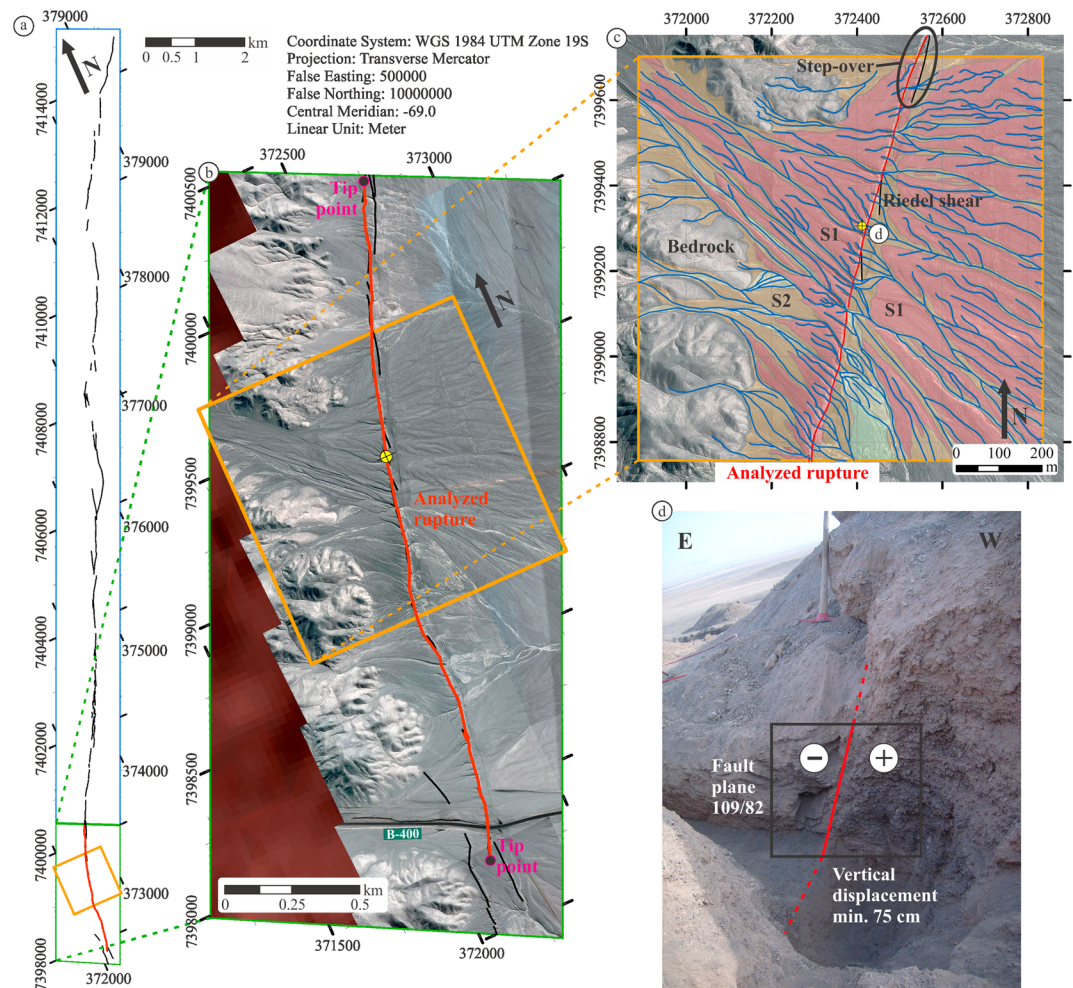 a
379000
N
0 0.5 1 2 km
Coordinate System: WGS 1984 UTM Zone 19S
Projection: Transverse Mercator
False Easting: 500000
False Northing: 10000000
Central Meridian: -69.0
Linear Unit: Meter
7414000
379000
7412000
378000
7410000
377000
7408000
376000
7406000
375000
7404000
374000
7402000
373000
7400000
7398000
372000
b
372500
373000
7400500
7400000
7399500
7399000
7398500
7398000
Tip
point
N
Analyzed
rupture
B-400
Tip
point
0 0.25 0.5 km
371500
372000
c
372000 372200 372400 372600 372800
7399600
7399400
7399200
7399000
7398800
Step-over
Riedel shear
d
S1
Bedrock
S2
S1
N
0 100 200
m
Analyzed rupture
d
E
W
Fault
plane
109/82
-
+
Vertical
displacement
min. 75 cm